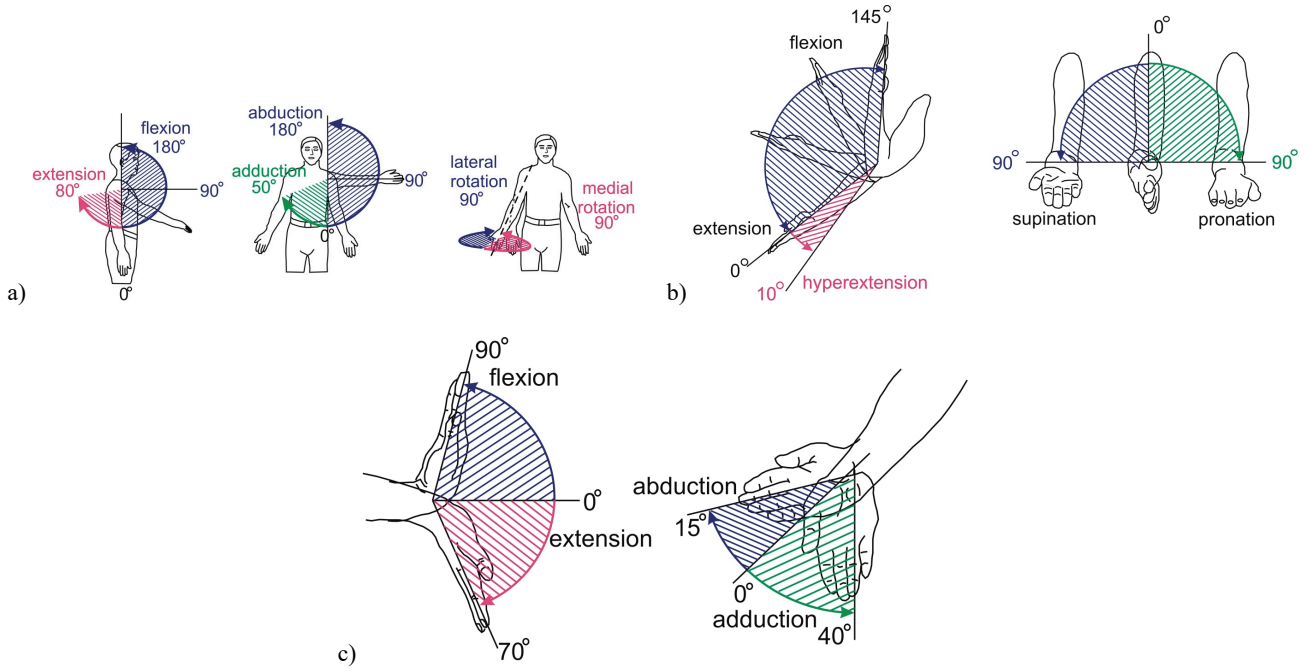 flexion
180°
extension
80°
90°
0°
a)
abduction
180°
adduction
50°
90°
0°
lateral
rotation
90°
medial
rotation
90°
145°
flexion
extension
0°
10°
hyperextension
b)
0°
90°
90°
supination
pronation
90°
flexion
0°
extension
70°
c)
abduction
15°
0°
adduction
40°